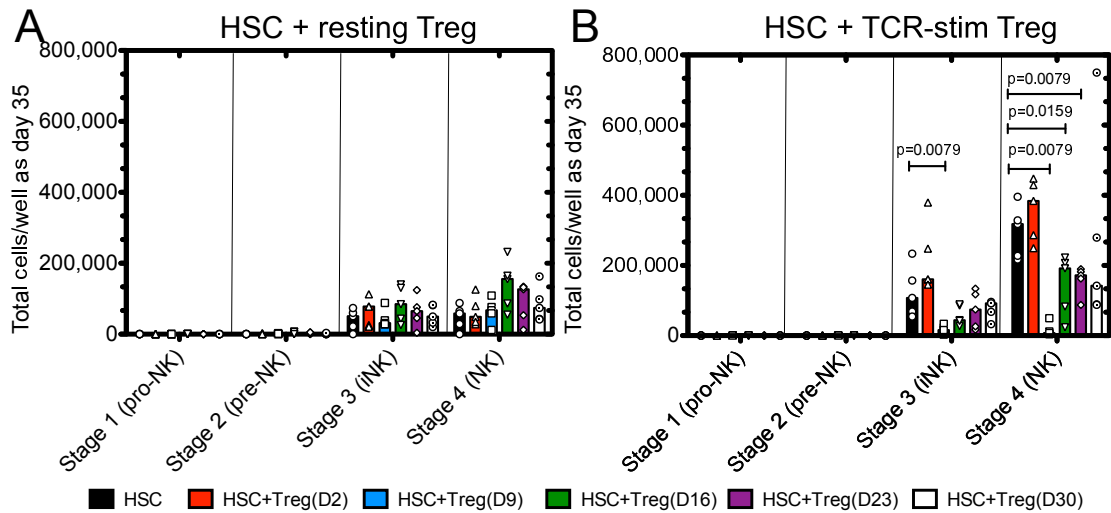 A
HSC + resting Treg
Total cells/well as day 35
800,000
600,000
400,000
200,000
0
Stage 1 (pro-NK)
Stage 2 (pre-NK)
Stage 3 (iNK)
Stage 4 (NK)
B
HSC + TCR-stim Treg
Total cells/well as day 35
800,000
600,000
400,000
200,000
0
p=0.0079
p=0.0079
p=0.0159
p=0.0079
Stage 1 (pro-NK)
Stage 2 (pre-NK)
Stage 3 (iNK)
Stage 4 (NK)
HSC
HSC+Treg(D2)
HSC+Treg(D9)
HSC+Treg(D16)
HSC+Treg(D23)
HSC+Treg(D30)